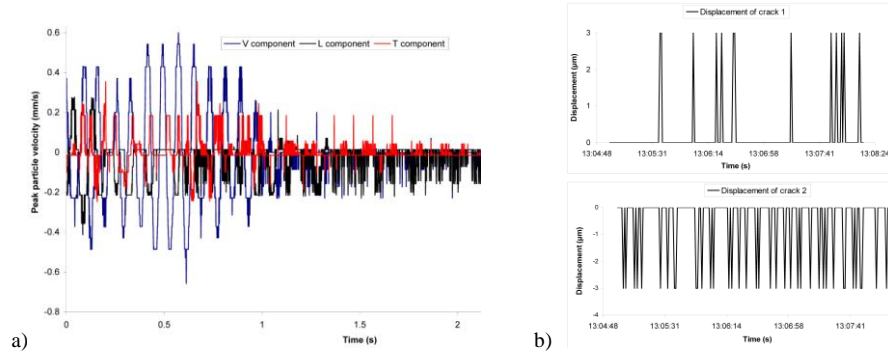 V component L component T component
0.6
0.4
0.2
0
-0.2
-0.4
-0.6
-0.8
Peak particle velocity (mm/s)
0 0.5 1 1.5 2
Time (s)
a)
Displacement of crack 1
3
2
1
0
Displacement (µm)
13:04:48 13:05:31 13:06:14 13:06:58 13:07:41 13:08:24
Time (s)
Displacement of crack 2
-0
-1
-2
-3
-4
Displacement (µm)
13:04:48 13:05:31 13:06:14 13:06:58 13:07:41
Time (s)
b)